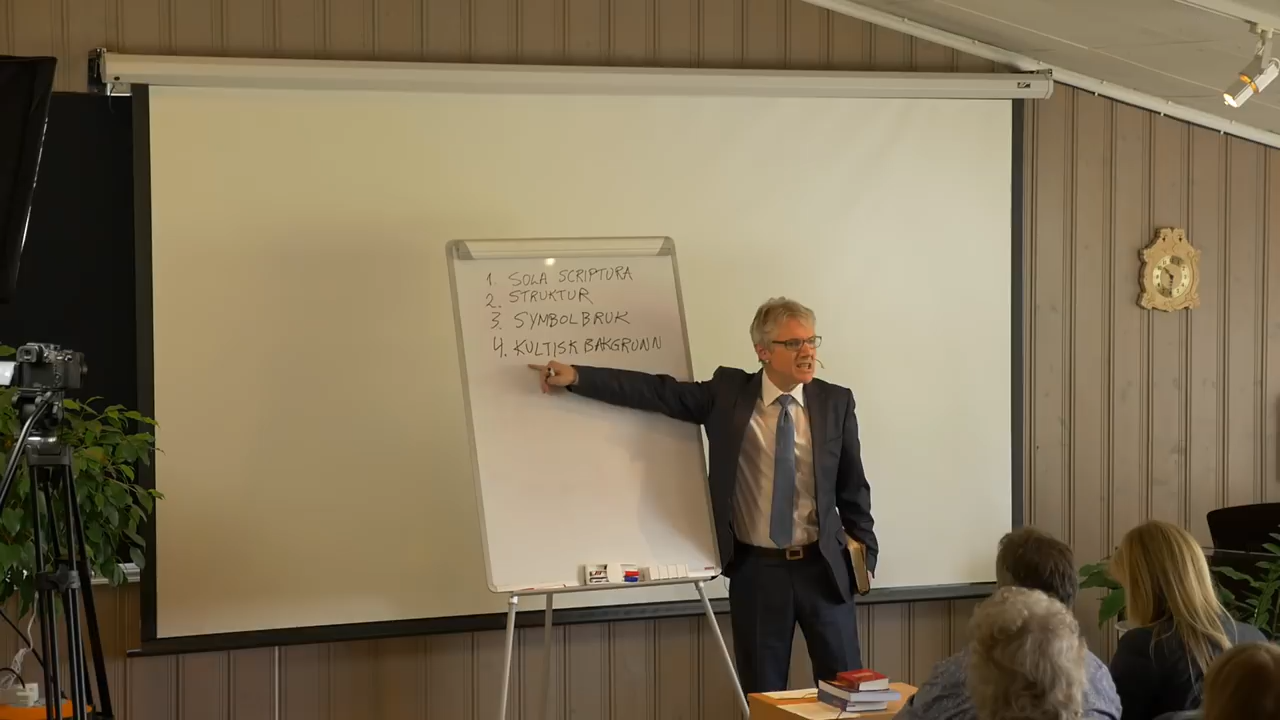 1. SOLA SCRIPTURA
2. STRUKTUR
3. SYMBOLBRUK
4. KULTISK BAKGRUNN